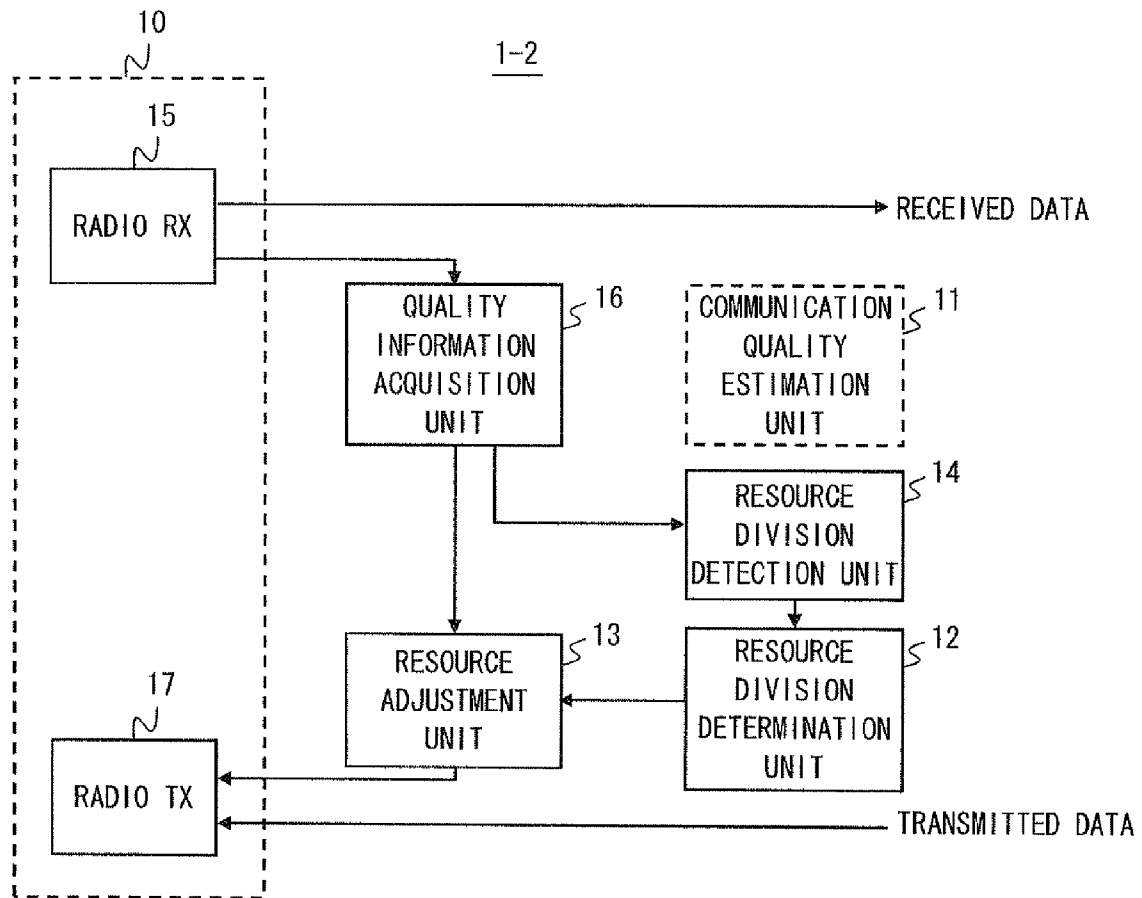 10
1-2
15
RADIO RX
RECEIVED DATA
QUALITY
INFORMATION
ACQUISITION
UNIT
16
COMMUNICATION
QUALITY
ESTIMATION
UNIT
11
RESOURCE
DIVISION
DETECTION UNIT
14
RESOURCE
ADJUSTMENT
UNIT
13
RESOURCE
DIVISION
DETERMINATION
UNIT
12
17
RADIO TX
TRANSMITTED DATA